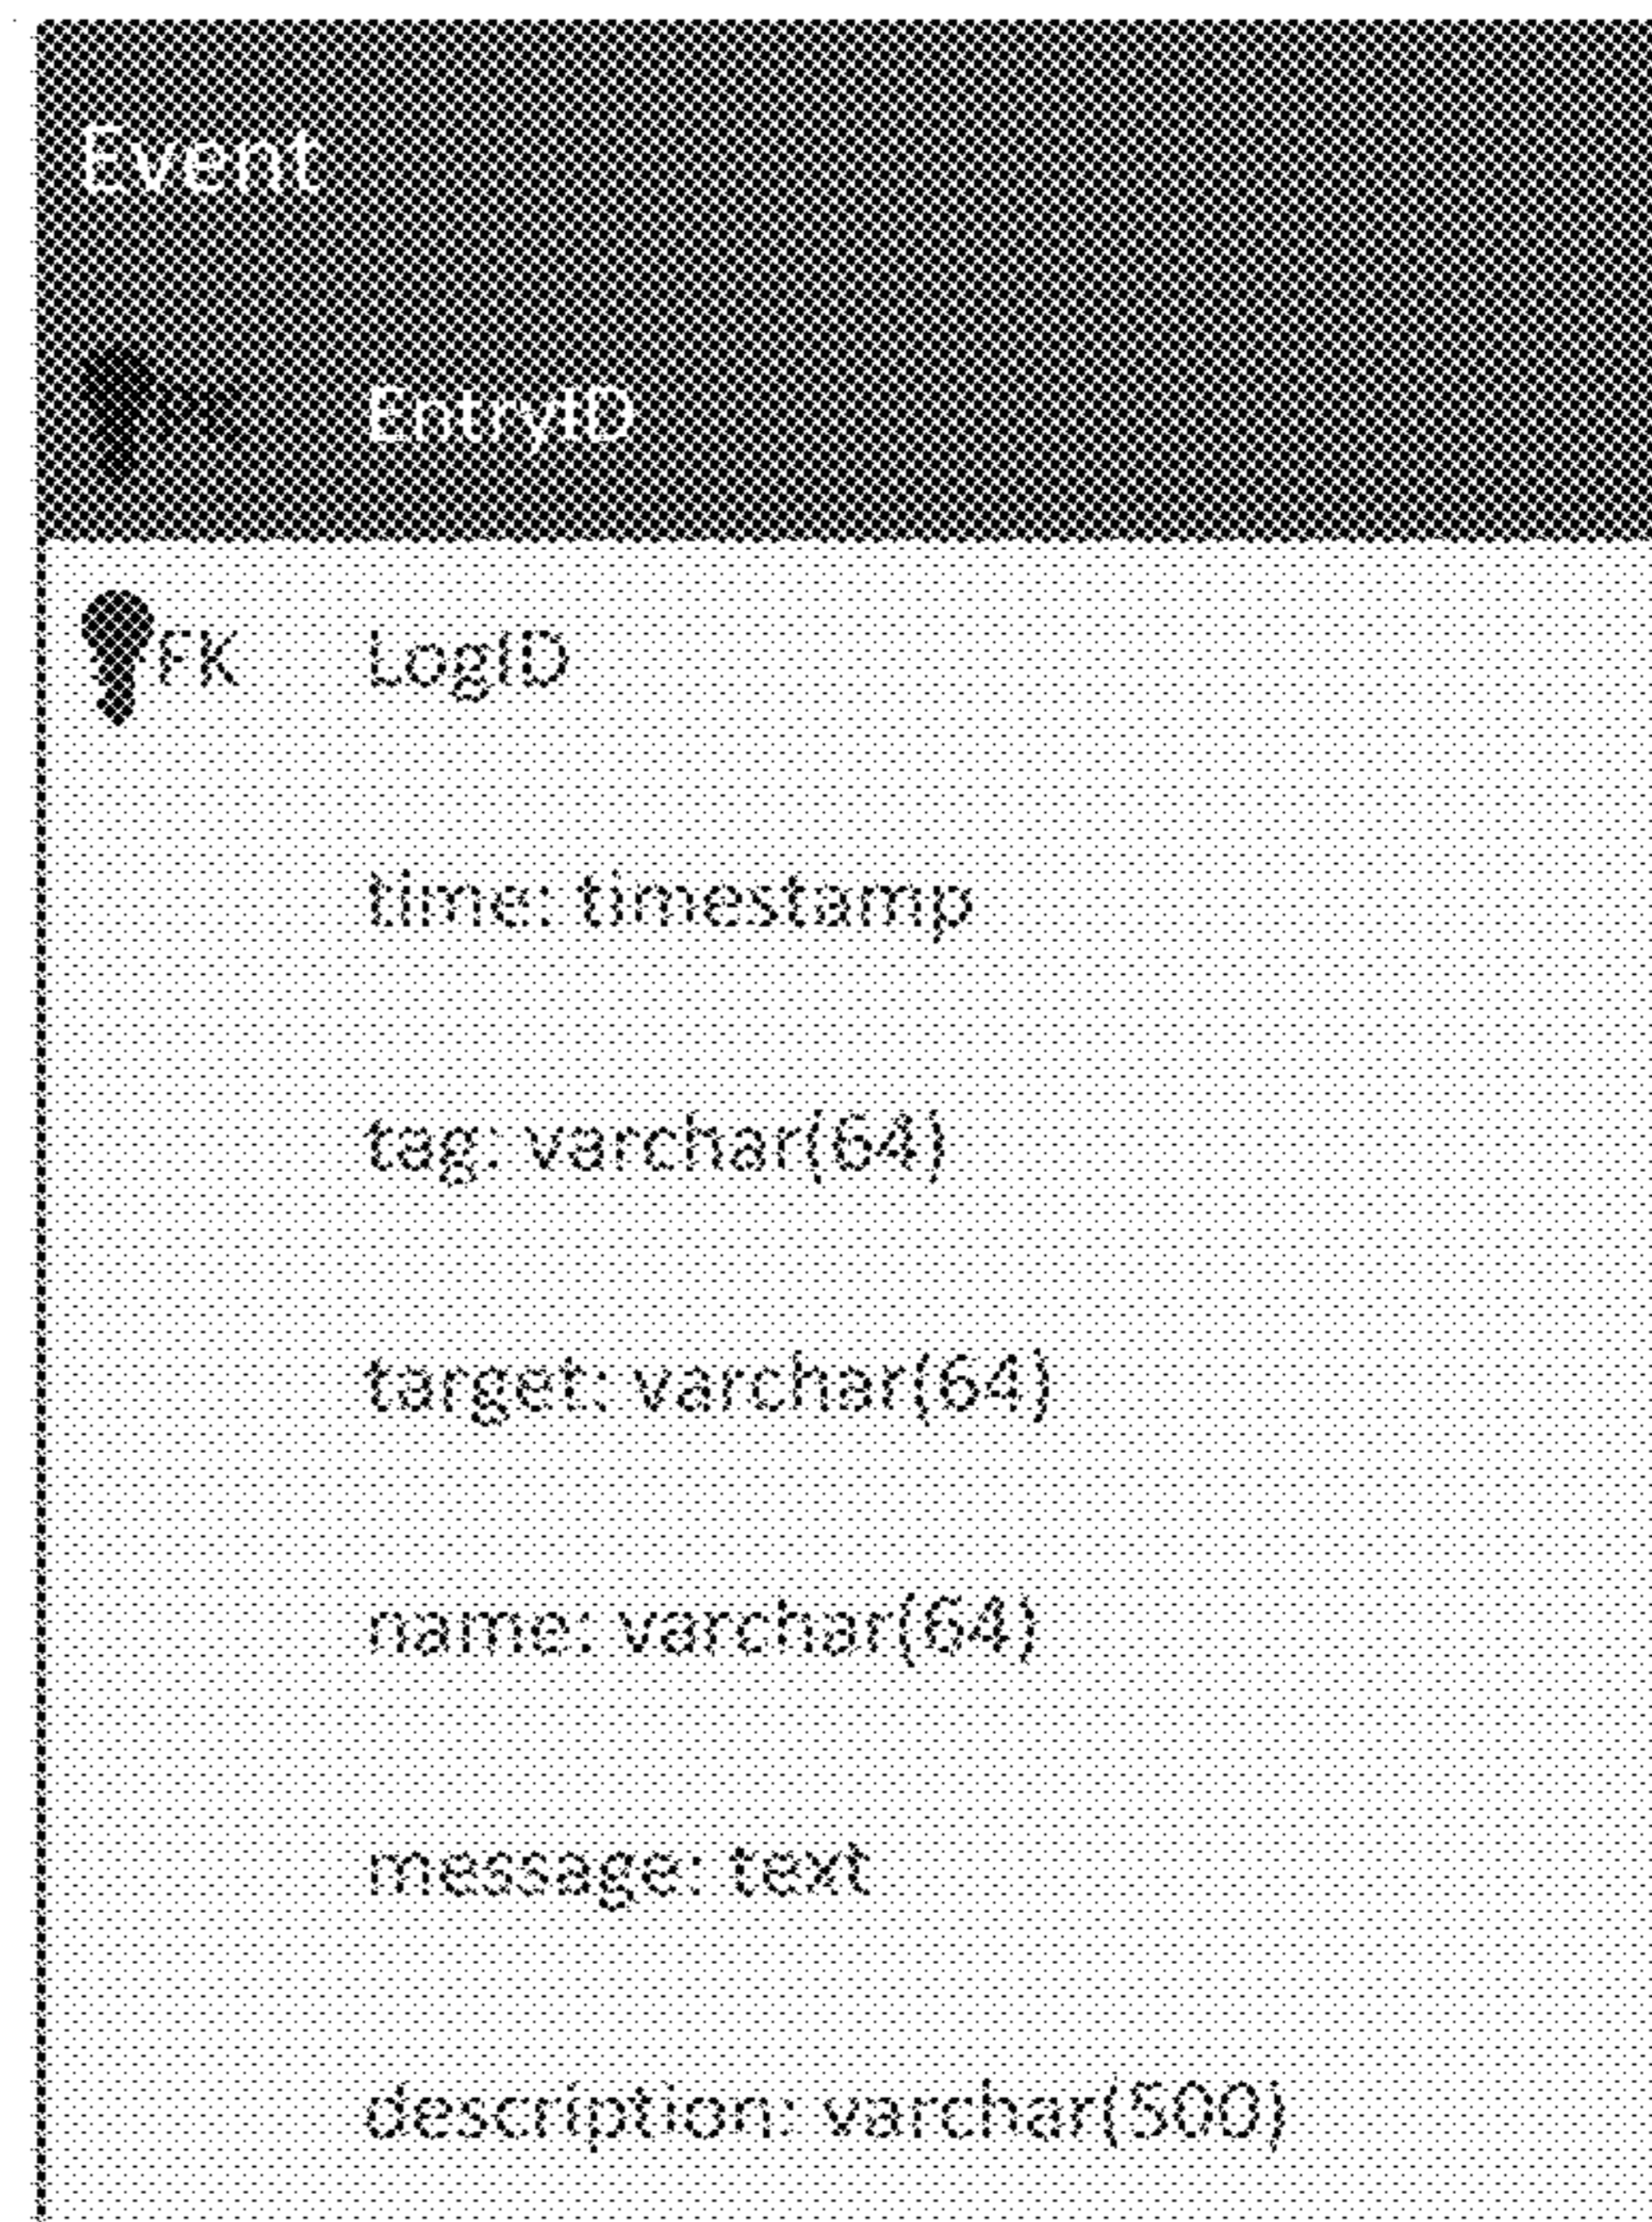 Event
PK EntryID
FK LogID
time: timestamp
tag: varchar(64)
target: varchar(64)
name: varchar(64)
message: text
description: varchar(500)